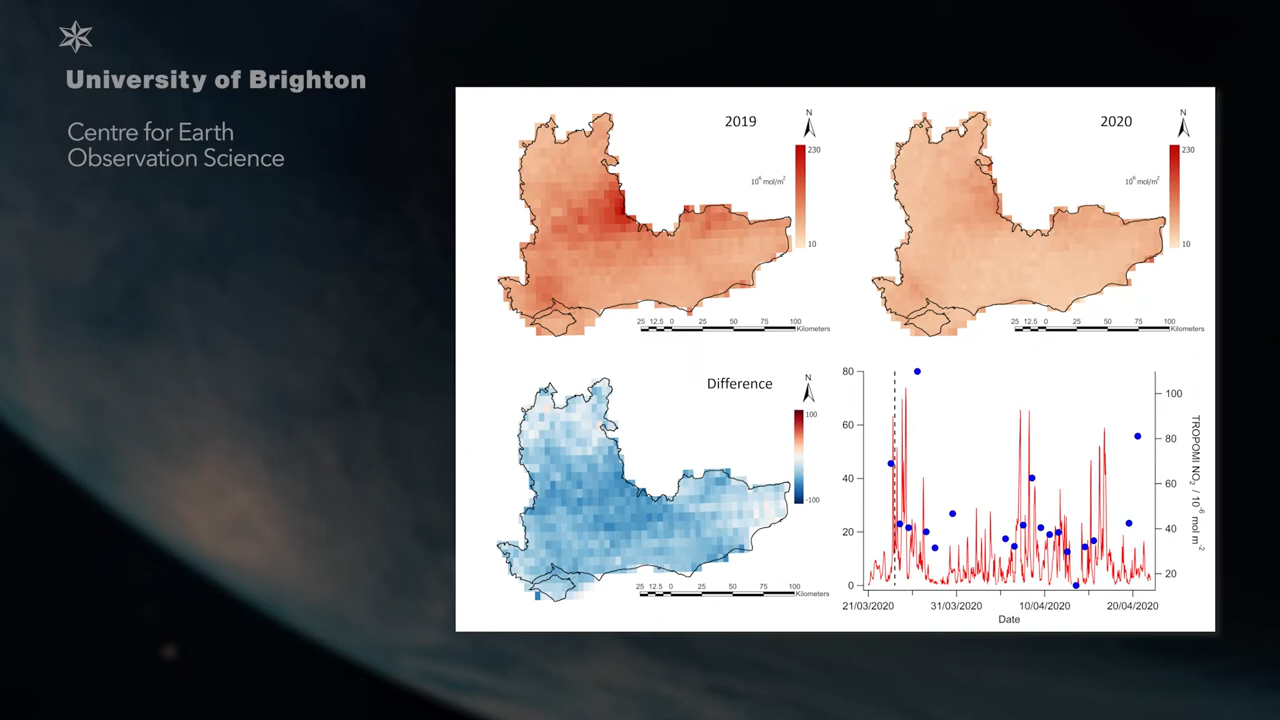 University of Brighton
Centre for Earth
Observation Science
2019
N
230
10⁶ mol/m²
10
25 12.5 0 25 50 75 100
Kilometers
2020
N
230
10⁶ mol/m²
10
25 12.5 0 25 50 75 100
Kilometers
Difference
N
100
-100
25 12.5 0 25 50 75 100
Kilometers
80
60
40
20
0
100
80
60
40
20
TROPOMI NO₂ / 10⁻⁶ mol m⁻²
21/03/2020 31/03/2020 10/04/2020 20/04/2020
Date